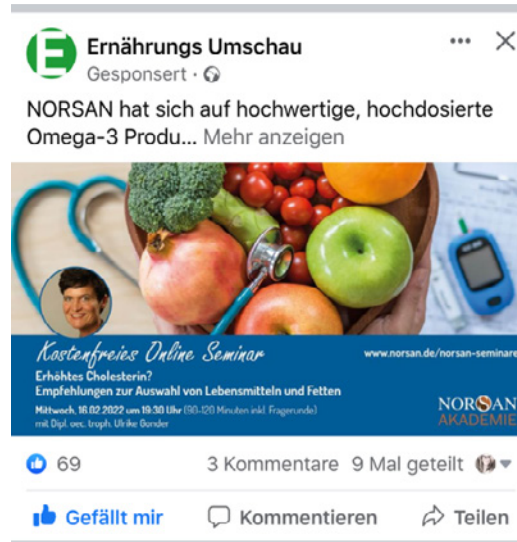 Ernährungs Umschau
Gesponsert ·
NORSAN hat sich auf hochwertige, hochdosierte
Omega-3 Produ... Mehr anzeigen
Kostenfreies Online Seminar
www.norsan.de/norsan-seminare
Erhöhtes Cholesterin?
Empfehlungen zur Auswahl von Lebensmitteln und Fetten
Mittwoch, 16.02.2022 um 19:30 Uhr (90-120 Minuten inkl. Fragerunde)
mit Dipl. oec. troph. Ulrike Gonder
NORSAN
AKADEMIE
69
3 Kommentare 9 Mal geteilt
Gefällt mir Kommentieren Teilen